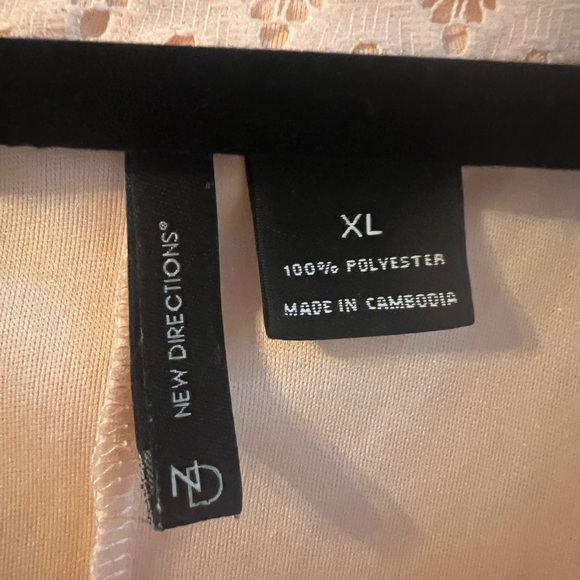 NEW DIRECTIONS®
ND
XL
100% POLYESTER
MADE IN CAMBODIA